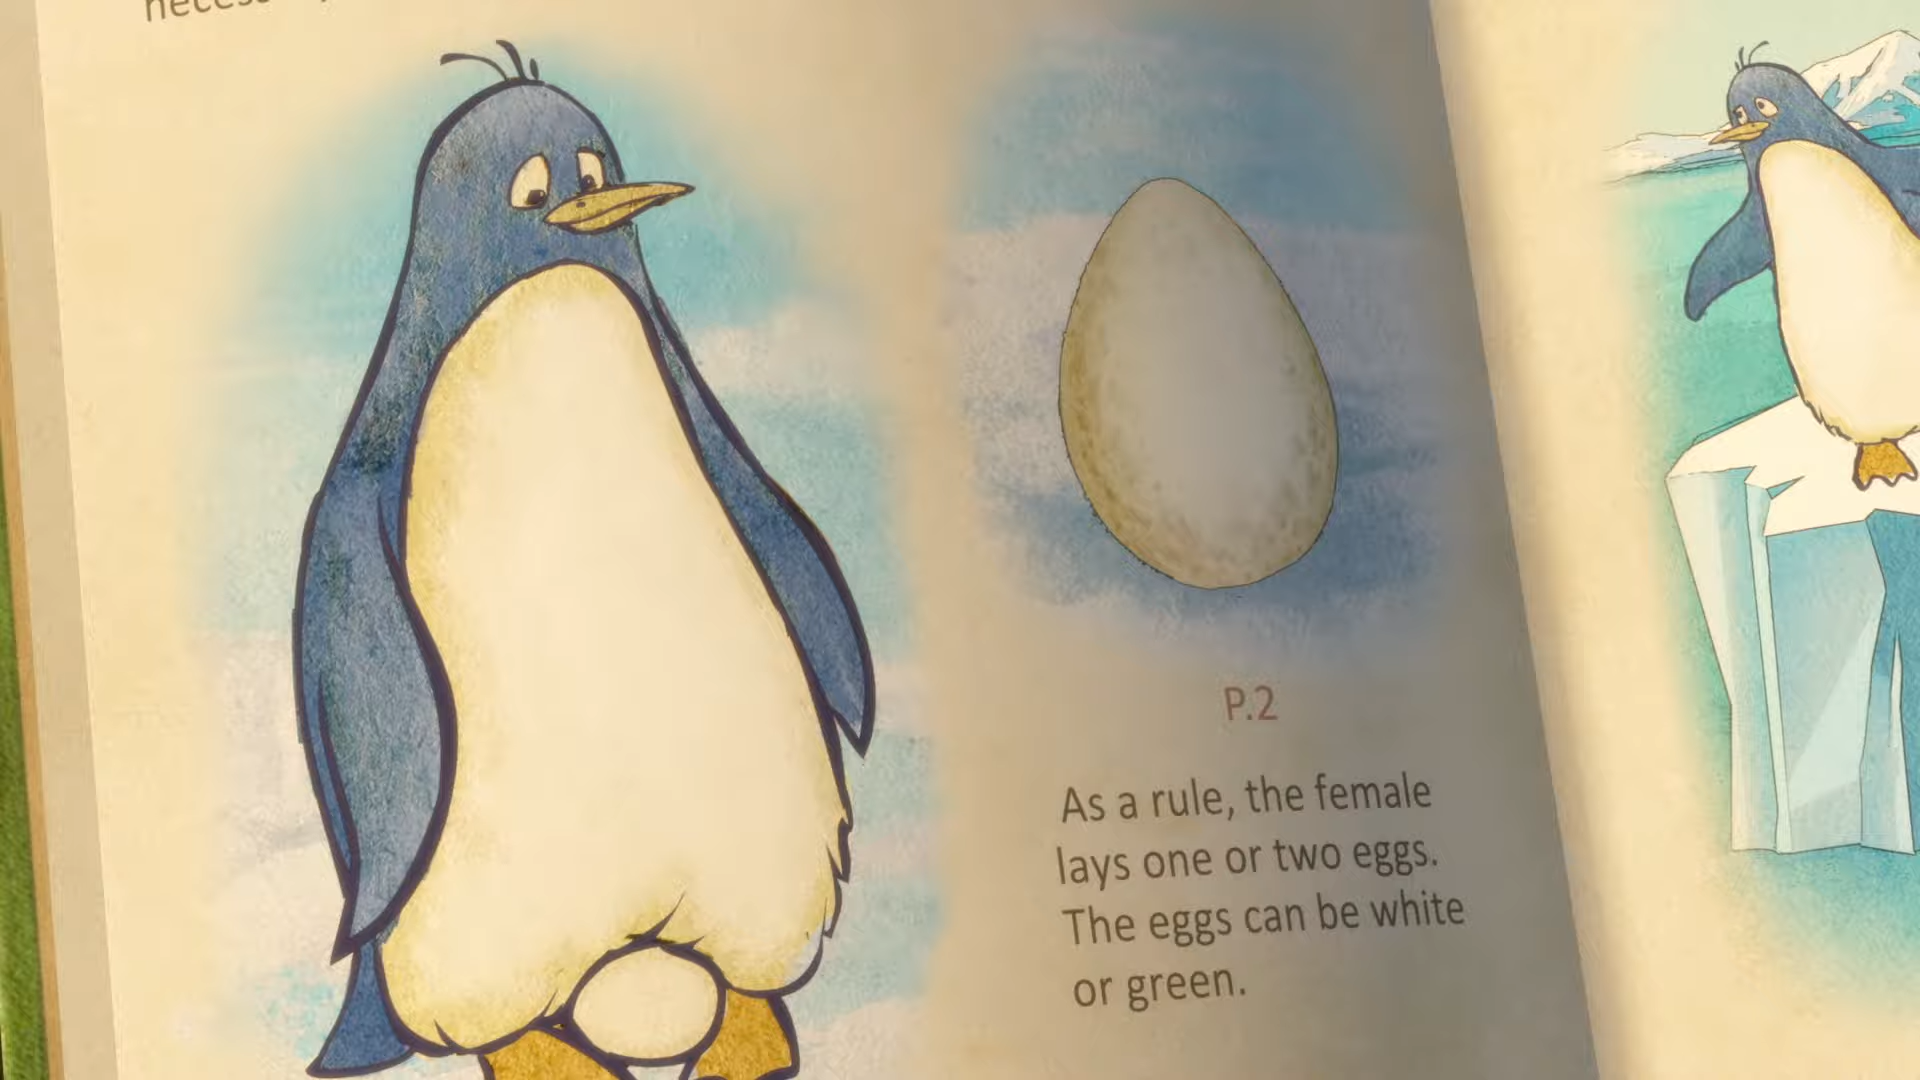 P.2
As a rule, the female
lays one or two eggs.
The eggs can be white
or green.